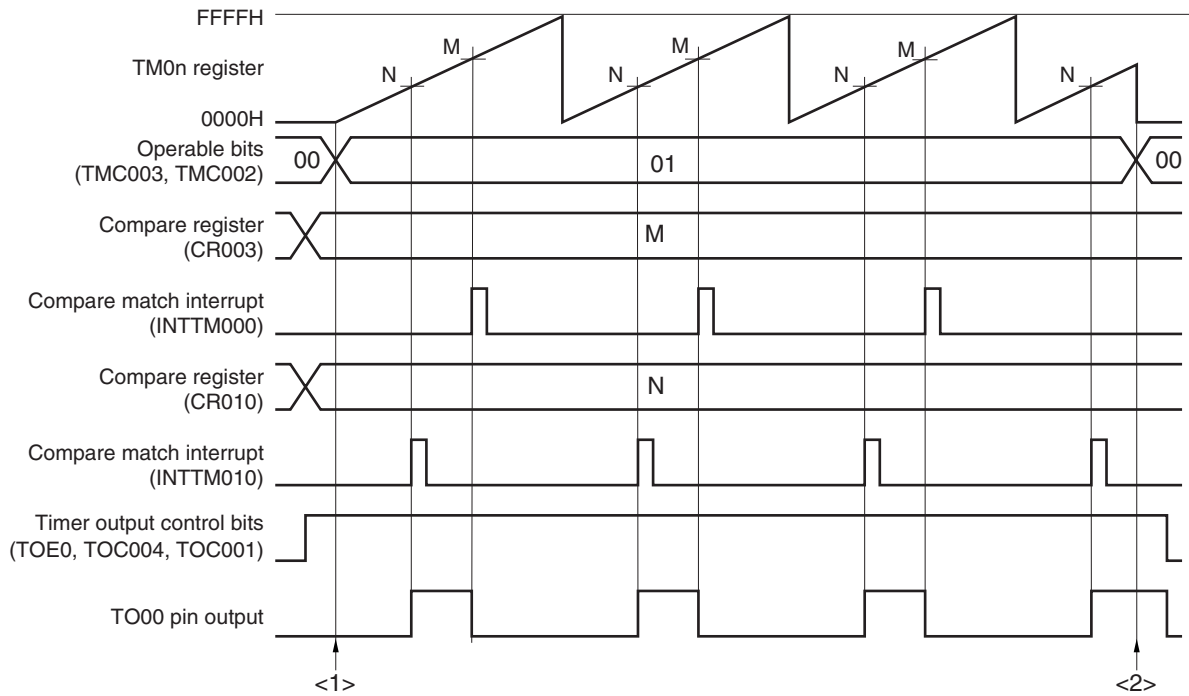 FFFFH
TM0n register
N M N M N M N
0000H
Operable bits
(TMC003, TMC002)
00 01 00
Compare register
(CR003)
M
Compare match interrupt
(INTTM000)
Compare register
(CR010)
N
Compare match interrupt
(INTTM010)
Timer output control bits
(TOE0, TOC004, TOC001)
TO00 pin output
<1> <2>